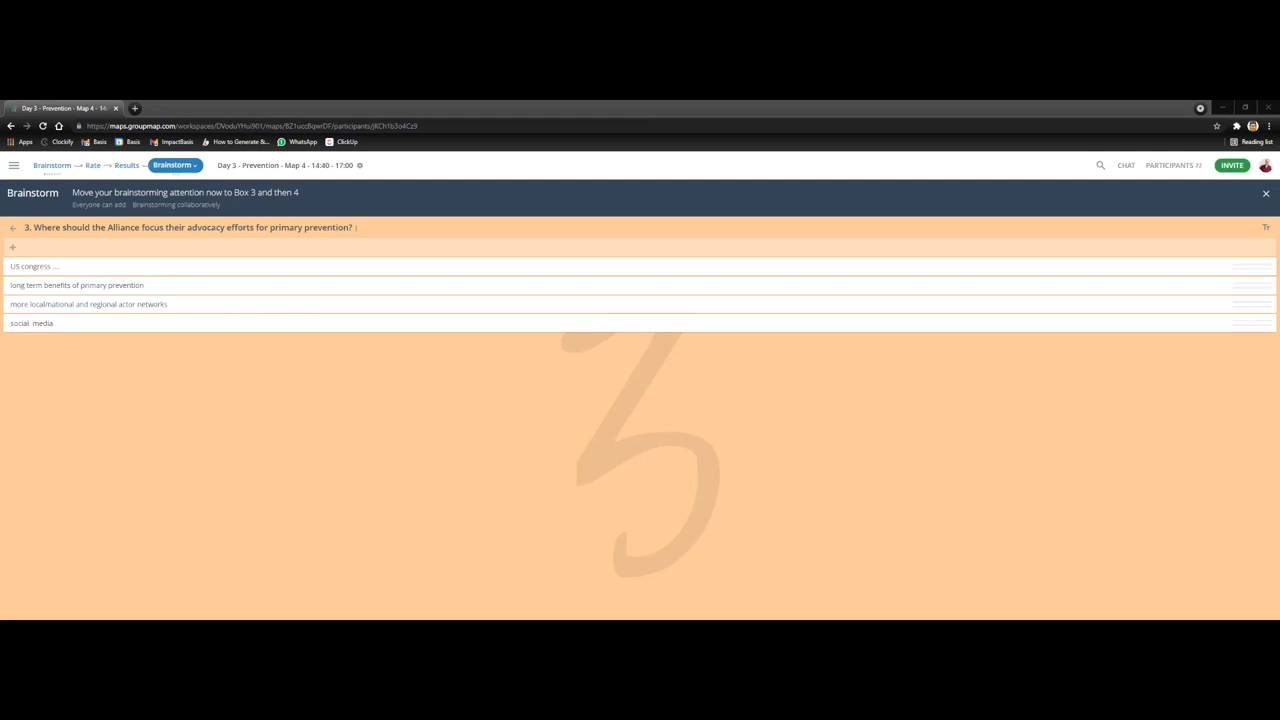 Day 3 - Prevention - Map 4 - 14:
https://maps.groupmap.com/workspaces/DVoduYHui901/maps/BZ1uccBqwrDF/participants/jKCh1b3o4Cz9
Apps Clockify Basis Basis ImpactBasis How to Generate &... WhatsApp ClickUp Reading list
Brainstorm Rate Results Brainstorm Day 3 - Prevention - Map 4 - 14:40 - 17:00 CHAT PARTICIPANTS 22 INVITE
Brainstorm Move your brainstorming attention now to Box 3 and then 4
Everyone can add Brainstorming collaboratively
3. Where should the Alliance focus their advocacy efforts for primary prevention? Tr
+
US congress ....
long term benefits of primary prevention
more local/national and regional actor networks
social media
3